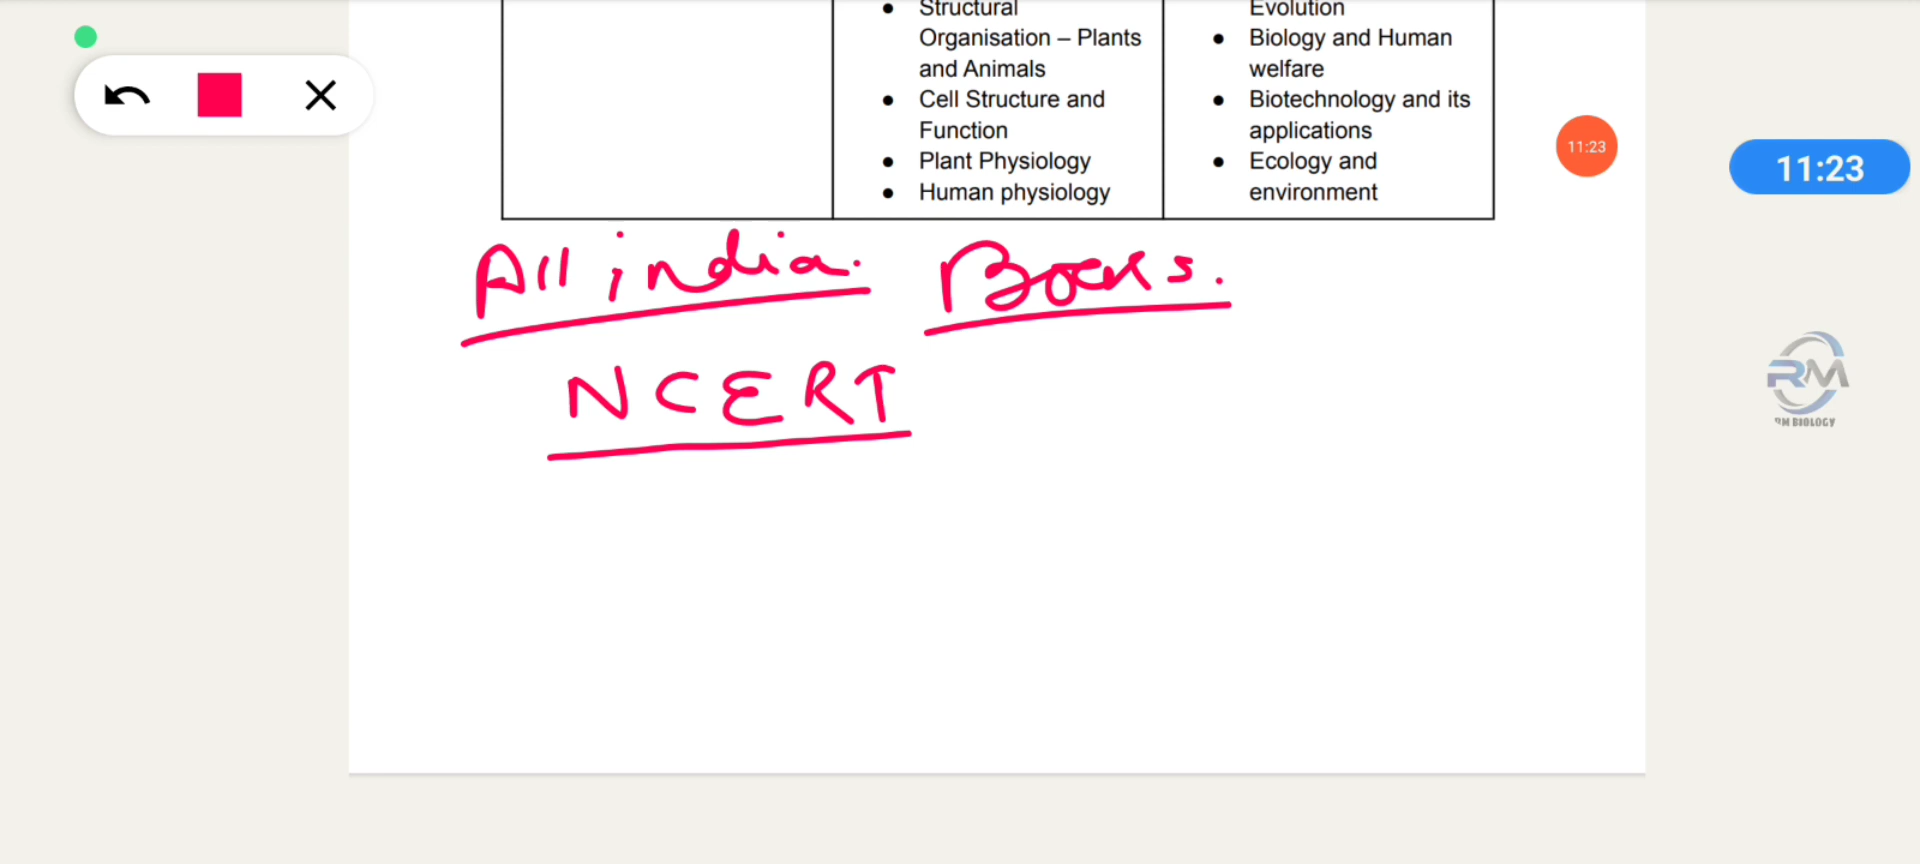 Structural
Organisation – Plants
and Animals
● Cell Structure and
Function
● Plant Physiology
● Human physiology
Evolution
● Biology and Human
welfare
● Biotechnology and its
applications
● Ecology and
environment
11:23
11:23
All india. Books.
NCERT
RM
RM BIOLOGY